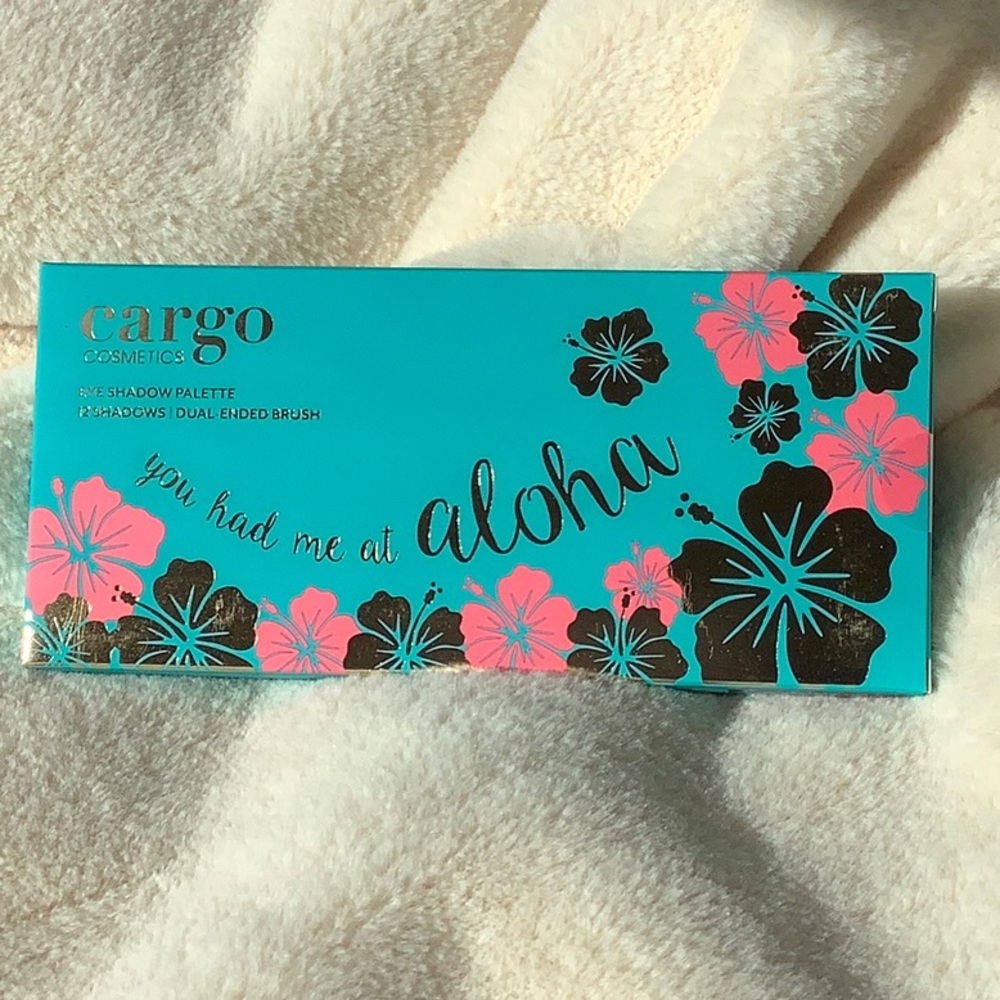 cargo
COSMETICS
EYE SHADOW PALETTE
12 SHADOWS | DUAL-ENDED BRUSH
you had me at aloha